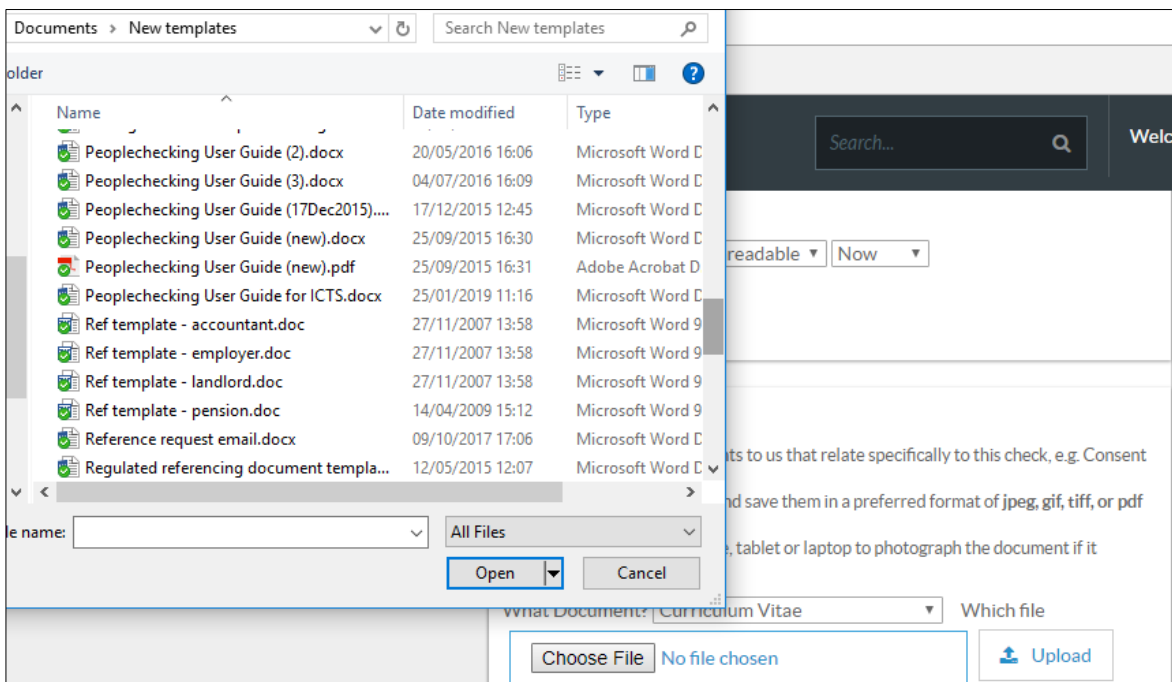 Documents > New templates
Search New templates
older
Name Date modified Type
Peoplechecking User Guide (2).docx 20/05/2016 16:06 Microsoft Word D
Peoplechecking User Guide (3).docx 04/07/2016 16:09 Microsoft Word D
Peoplechecking User Guide (17Dec2015).... 17/12/2015 12:45 Microsoft Word D
Peoplechecking User Guide (new).docx 25/09/2015 16:30 Microsoft Word D
Peoplechecking User Guide (new).pdf 25/09/2015 16:31 Adobe Acrobat D
Peoplechecking User Guide for ICTS.docx 25/01/2019 11:16 Microsoft Word D
Ref template - accountant.doc 27/11/2007 13:58 Microsoft Word 9
Ref template - employer.doc 27/11/2007 13:58 Microsoft Word 9
Ref template - landlord.doc 27/11/2007 13:58 Microsoft Word 9
Ref template - pension.doc 14/04/2009 15:12 Microsoft Word 9
Reference request email.docx 09/10/2017 17:06 Microsoft Word D
Regulated referencing document templa... 12/05/2015 12:07 Microsoft Word D
le name: All Files
Open Cancel
Search... Welc
readable Now
ts to us that relate specifically to this check, e.g. Consent
nd save them in a preferred format of jpeg, gif, tiff, or pdf
, tablet or laptop to photograph the document if it
What Document? Curriculum Vitae Which file
Choose File No file chosen Upload